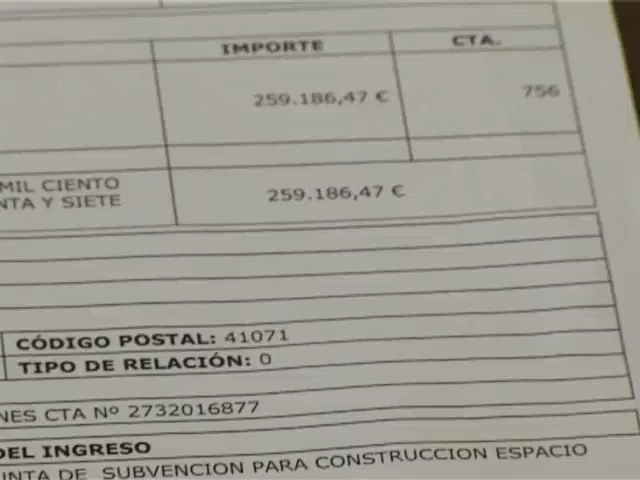 IMPORTE CTA.
259.186,47 € 756
MIL CIENTO
NTA Y SIETE 259.186,47 €
CÓDIGO POSTAL: 41071
TIPO DE RELACIÓN: 0
NES CTA Nº 2732016877
DEL INGRESO
UNTA DE SUBVENCION PARA CONSTRUCCION ESPACIO